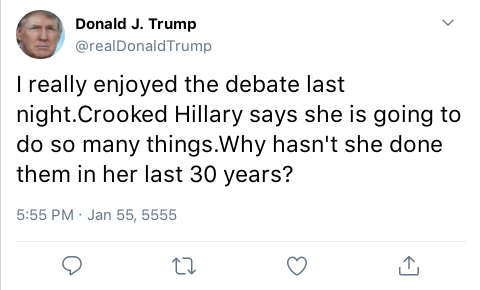 Donald J. Trump
@realDonaldTrump
I really enjoyed the debate last
night.Crooked Hillary says she is going to
do so many things.Why hasn't she done
them in her last 30 years?
5:55 PM · Jan 55, 5555